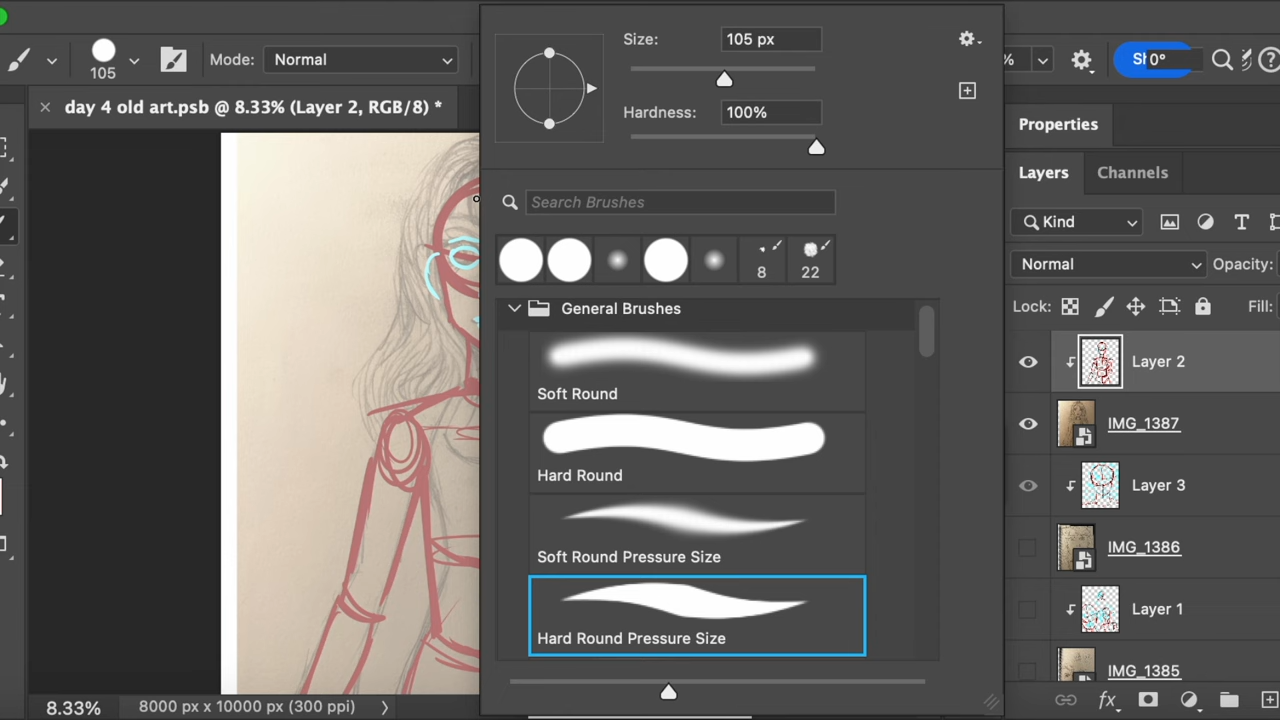 Size: 105 px
105 Mode: Normal % Sh 0°
Hardness: 100%
day 4 old art.psb @ 8.33% (Layer 2, RGB/8) *
Properties
Layers Channels
Search Brushes
Kind
8 22
Normal Opacity:
General Brushes
Lock: Fill:
Soft Round
Layer 2
IMG_1387
Hard Round
Layer 3
Soft Round Pressure Size
IMG_1386
Layer 1
Hard Round Pressure Size
IMG_1385
8.33% 8000 px x 10000 px (300 ppi)